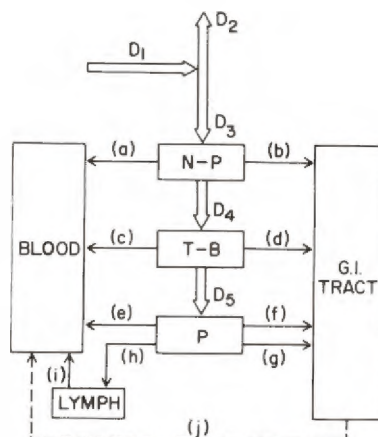 D₂
D₁
D₃
(a) N-P (b)
D₄
BLOOD (c) T-B (d) G.I. TRACT
D₅
(e) P (f)
(h) (g)
(i)
LYMPH
(j)